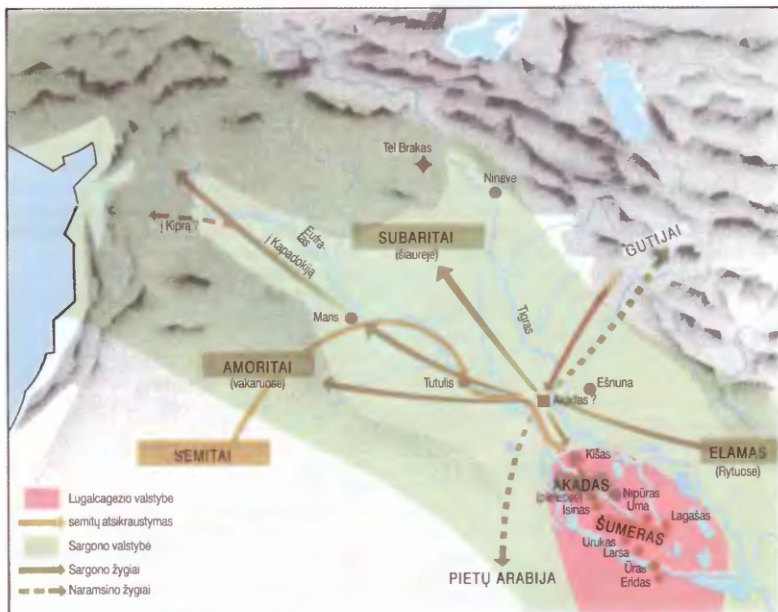 Tel Brakas
Ninevė
GUTIJAI
SUBARITAI
(šiaurėje)
į Kiprą ?
Eufra-
tas
į Kapadokiją
Tigras
Maris
AMORITAI
(vakaruose)
Tutulis
Ešnuna
Akadas ?
SEMITAI
ELAMAS
(Rytuose)
Kišas
AKADAS
Nipūras
Isinas
Uma
Lagašas
ŠUMERAS
Urukas
Larsa
Ūras
Eridas
PIETŲ ARABIJA
Lugalcagezio valstybė
semitų atsikraustymas
Sargono valstybė
Sargono žygiai
Naramsino žygiai